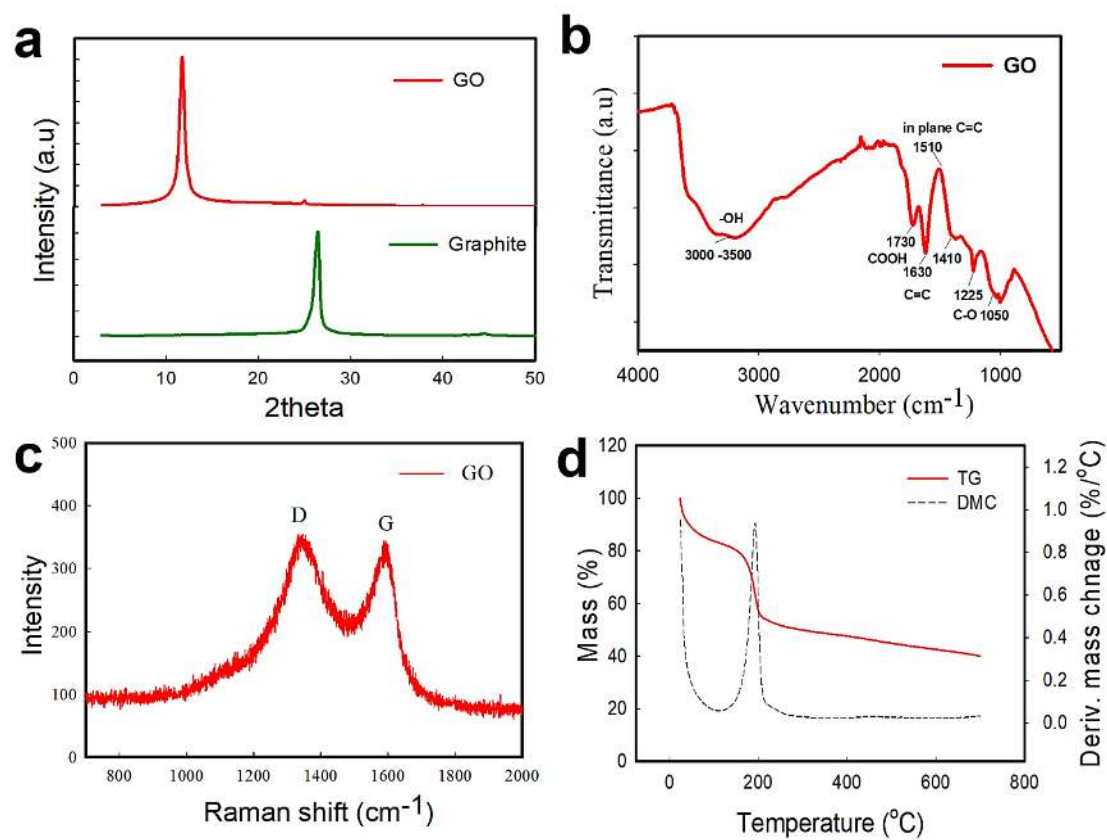 a
GO
Graphite
Intensity (a.u)
0 10 20 30 40 50
2theta
b
GO
in plane C=C
1510
-OH
3000 -3500
1730
COOH
1630
C=C
1410
1225
C-O 1050
Transmittance (a.u)
4000 3000 2000 1000
Wavenumber (cm-1)
c
GO
D
G
500
400
300
200
100
0
Intensity
800 1000 1200 1400 1600 1800 2000
Raman shift (cm-1)
d
TG
DMC
120
100
80
60
40
20
0
Mass (%)
1.2
1.0
0.8
0.6
0.4
0.2
0.0
Deriv. mass chnage (%/°C)
0 200 400 600 800
Temperature (°C)